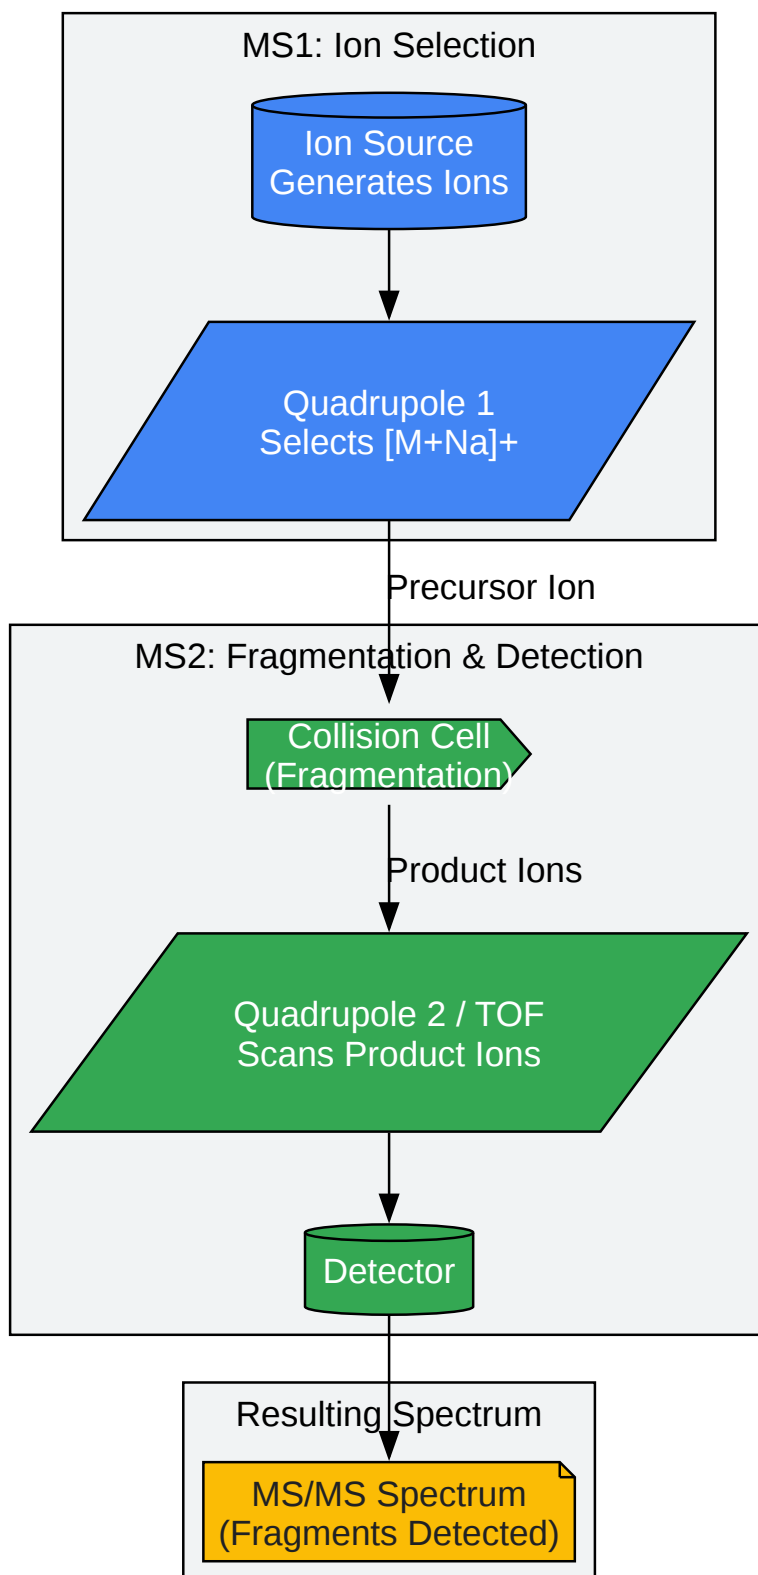 MS1: Ion Selection
Ion Source
Generates Ions
Quadrupole 1
Selects [M+Na]+
Precursor Ion
MS2: Fragmentation & Detection
Collision Cell
(Fragmentation)
Product Ions
Quadrupole 2 / TOF
Scans Product Ions
Detector
Resulting Spectrum
MS/MS Spectrum
(Fragments Detected)